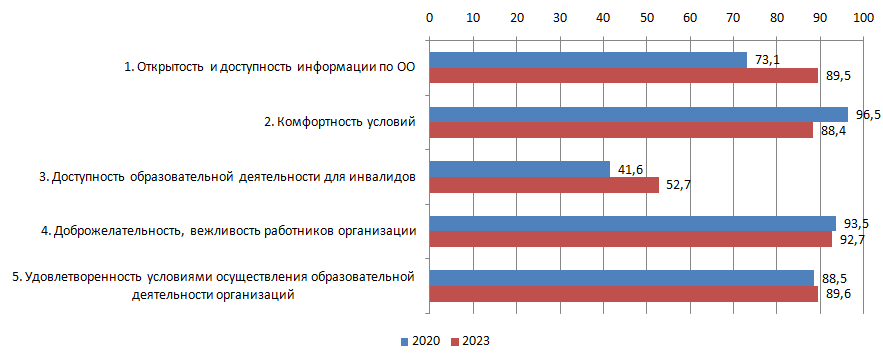 0 10 20 30 40 50 60 70 80 90 100
1. Открытость и доступность информации по ОО
73,1
89,5
2. Комфортность условий
96,5
88,4
3. Доступность образовательной деятельности для инвалидов
41,6
52,7
4. Доброжелательность, вежливость работников организации
93,5
92,7
5. Удовлетворенность условиями осуществления образовательной
деятельности организаций
88,5
89,6
2020 2023